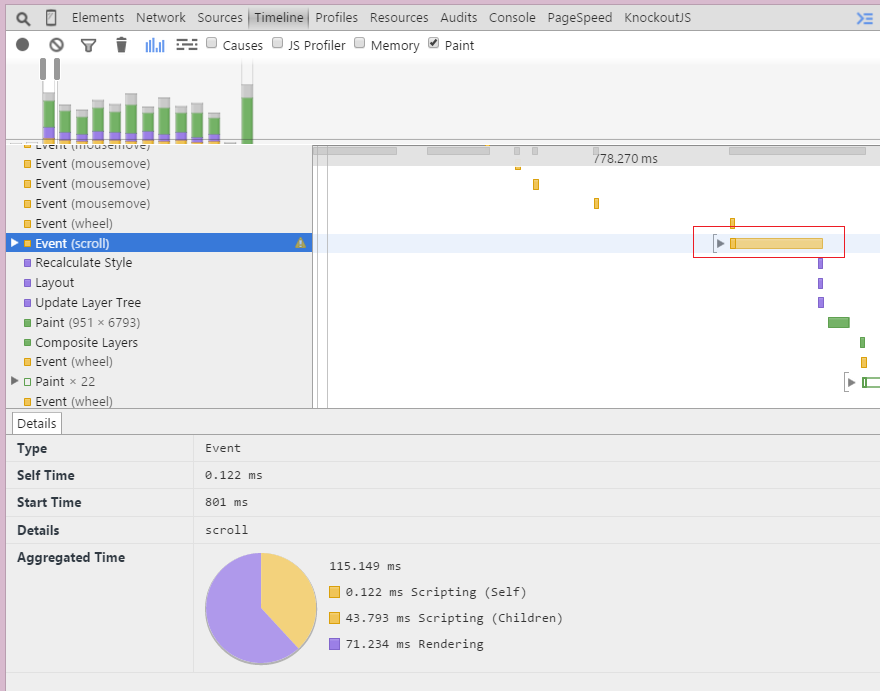 Elements Network Sources Timeline Profiles Resources Audits Console PageSpeed KnockoutJS
Causes JS Profiler Memory Paint
Event (mousemove)
778.270 ms
Event (mousemove)
Event (mousemove)
Event (mousemove)
Event (wheel)
Event (scroll)
Recalculate Style
Layout
Update Layer Tree
Paint (951 × 6793)
Composite Layers
Event (wheel)
Paint × 22
Event (wheel)
Details
Type Event
Self Time 0.122 ms
Start Time 801 ms
Details scroll
Aggregated Time
115.149 ms
0.122 ms Scripting (Self)
43.793 ms Scripting (Children)
71.234 ms Rendering